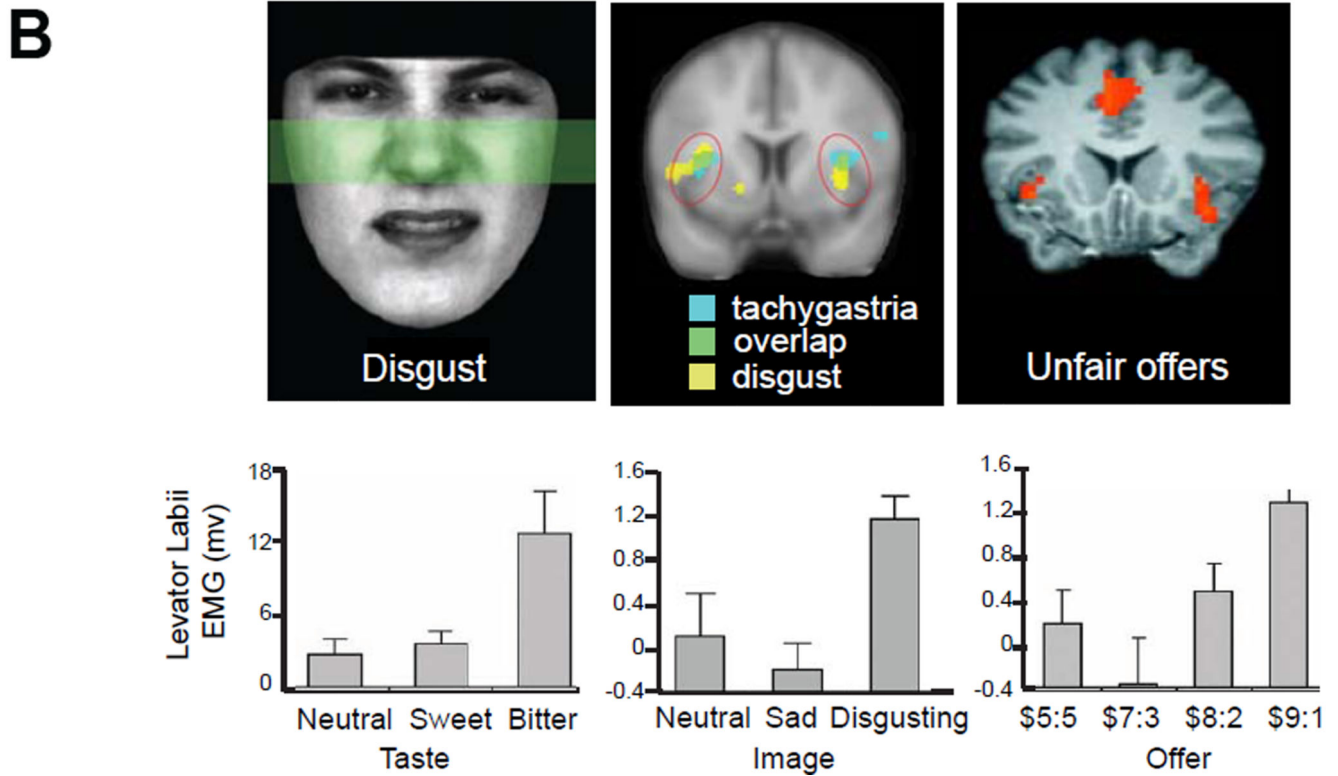 B
Disgust
tachygastria
overlap
disgust
Unfair offers
Levator Labii
EMG (mv)
18
12
6
0
Neutral Sweet Bitter
Taste
1.6
1.2
0.8
0.4
0
-0.4
Neutral Sad Disgusting
Image
1.6
1.2
0.8
0.4
0
-0.4
$5:5 $7:3 $8:2 $9:1
Offer